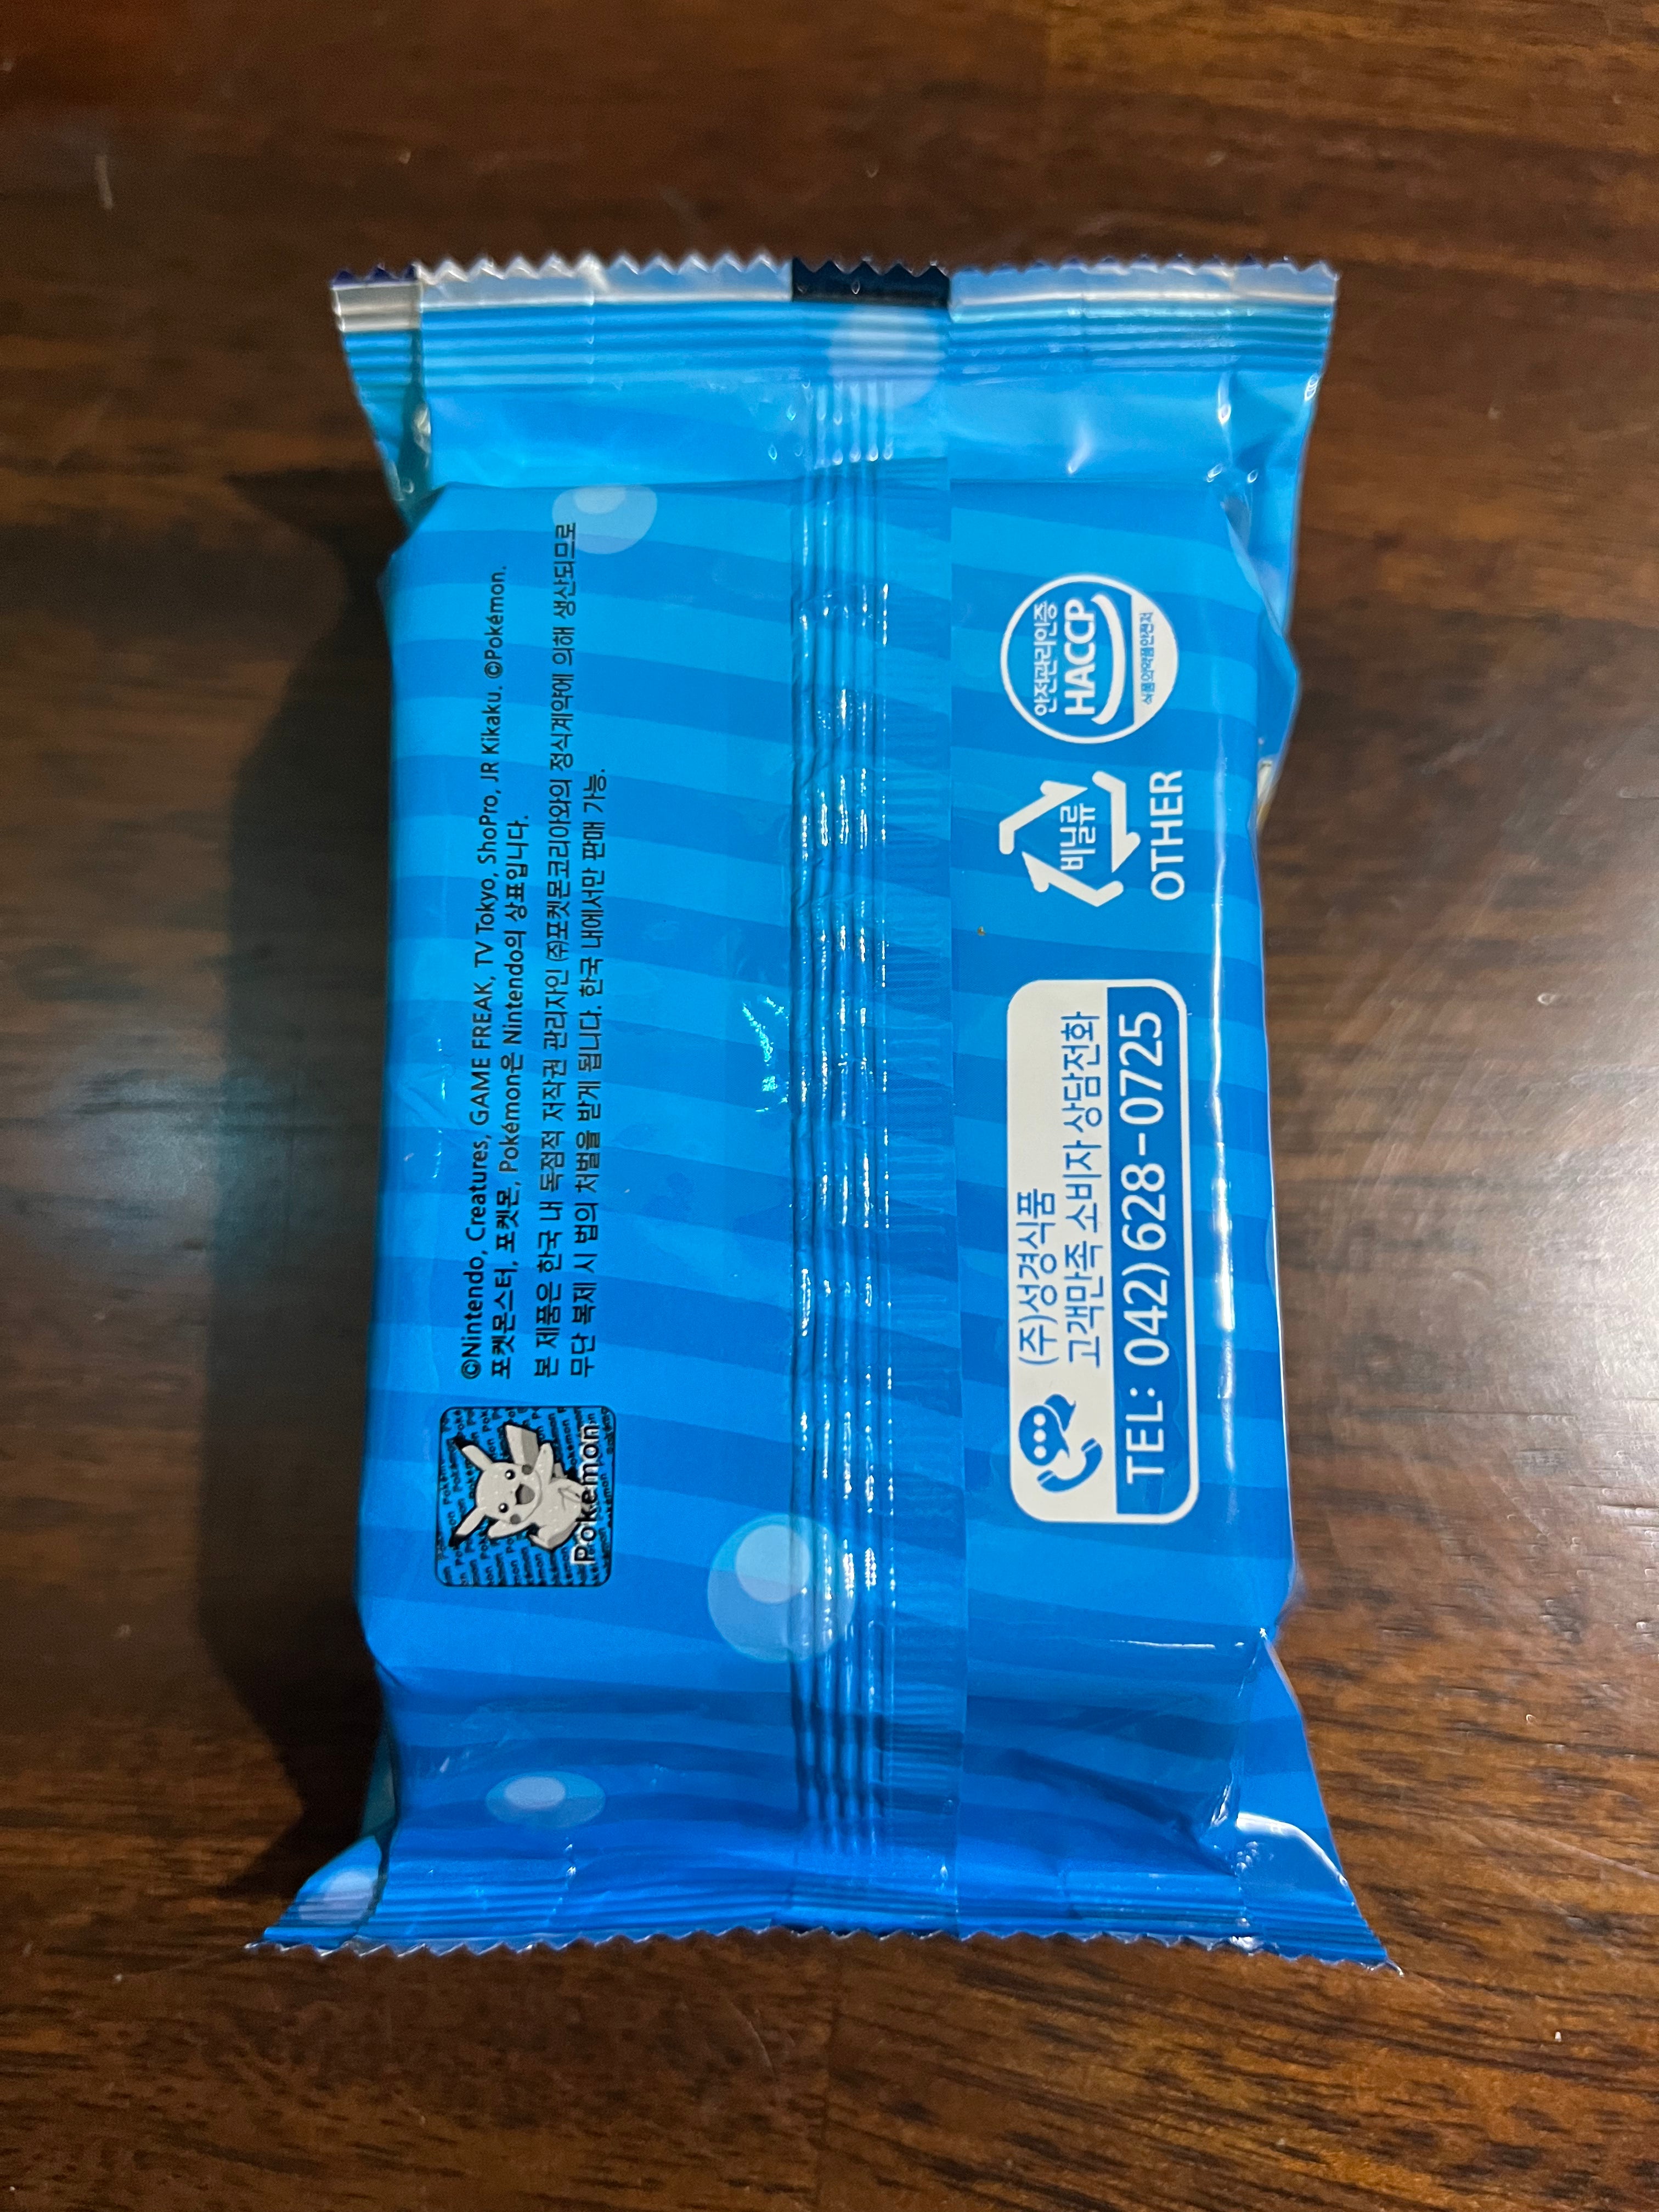 ©Nintendo, Creatures, GAME FREAK, TV Tokyo, ShoPro, JR Kikaku. ©Pokémon.
포켓몬스터, 포켓몬, Pokémon은 Nintendo의 상표입니다.
본 제품은 한국 내 독점적 저작권 관리자인 ㈜포켓몬코리아와의 정식계약에 의해 생산되므로
무단 복제 시 법의 처벌을 받게 됩니다. 한국 내에서만 판매 가능.
Pokémon
(주)성경식품
고객만족 소비자 상담전화
TEL: 042)628-0725
비닐류
OTHER
안전관리인증
HACCP
식품의약품안전처